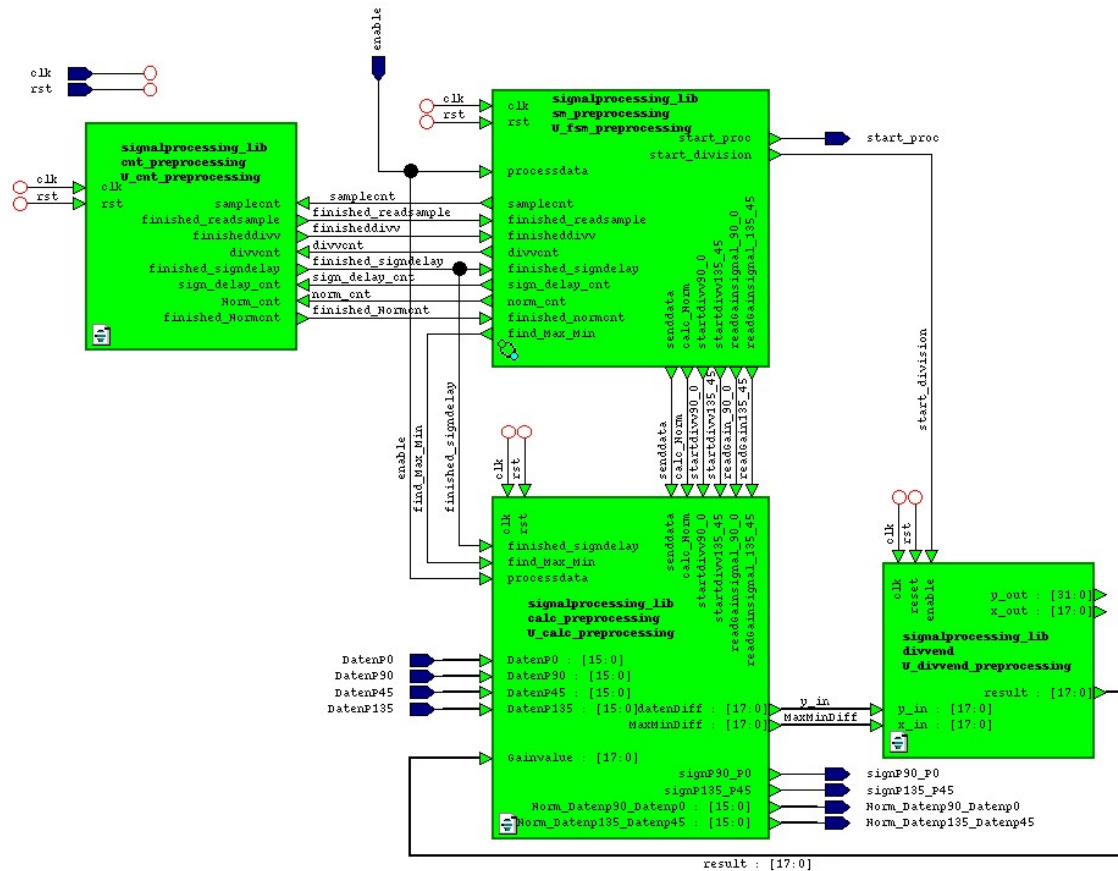 enable
clk
rst
signalprocessing_lib
cnt_preprocessing
U_cnt_preprocessing
clk
rst
clk
rst
samplecnt
finished_readsample
finisheddivv
divvcnt
finished_signdelay
sign_delay_cnt
Norm_cnt
finished_Normcnt
samplecnt
finished_readsample
finisheddivv
divvcnt
finished_signdelay
sign_delay_cnt
norm_cnt
finished_Normcnt
clk
rst
signalprocessing_lib
sm_preprocessing
U_fsm_preprocessing
clk
rst
start_proc
start_division
start_proc
processdata
samplecnt
finished_readsample
finisheddivv
divvcnt
finished_signdelay
sign_delay_cnt
norm_cnt
finished_normcnt
find_Max_Min
senddata
calc_Norm
startdivv90_0
startdivv135_45
readGainsignal_90_0
readGainsignal_135_45
senddata
calc_Norm
startdivv90_0
startdivv135_45
readGain_90_0
readGain135_45
start_division
enable
find_Max_Min
finished_signdelay
clk
rst
clk
rst
senddata
calc_Norm
startdivv90_0
startdivv135_45
readGainsignal_90_0
readGainsignal_135_45
finished_signdelay
find_Max_Min
processdata
signalprocessing_lib
calc_preprocessing
U_calc_preprocessing
DatenP0
DatenP90
DatenP45
DatenP135
DatenP0 : [15:0]
DatenP90 : [15:0]
DatenP45 : [15:0]
DatenP135 : [15:0]
datenDiff : [17:0]
MaxMinDiff : [17:0]
Gainvalue : [17:0]
signP90_P0
signP135_P45
Norm_Datenp90_Datenp0 : [15:0]
Norm_Datenp135_Datenp45 : [15:0]
signP90_P0
signP135_P45
Norm_Datenp90_Datenp0
Norm_Datenp135_Datenp45
y_in
MaxMinDiff
clk
rst
clk
reset
enable
y_out : [31:0]
x_out : [17:0]
signalprocessing_lib
divvend
U_divvend_preprocessing
result : [17:0]
y_in : [17:0]
x_in : [17:0]
result : [17:0]